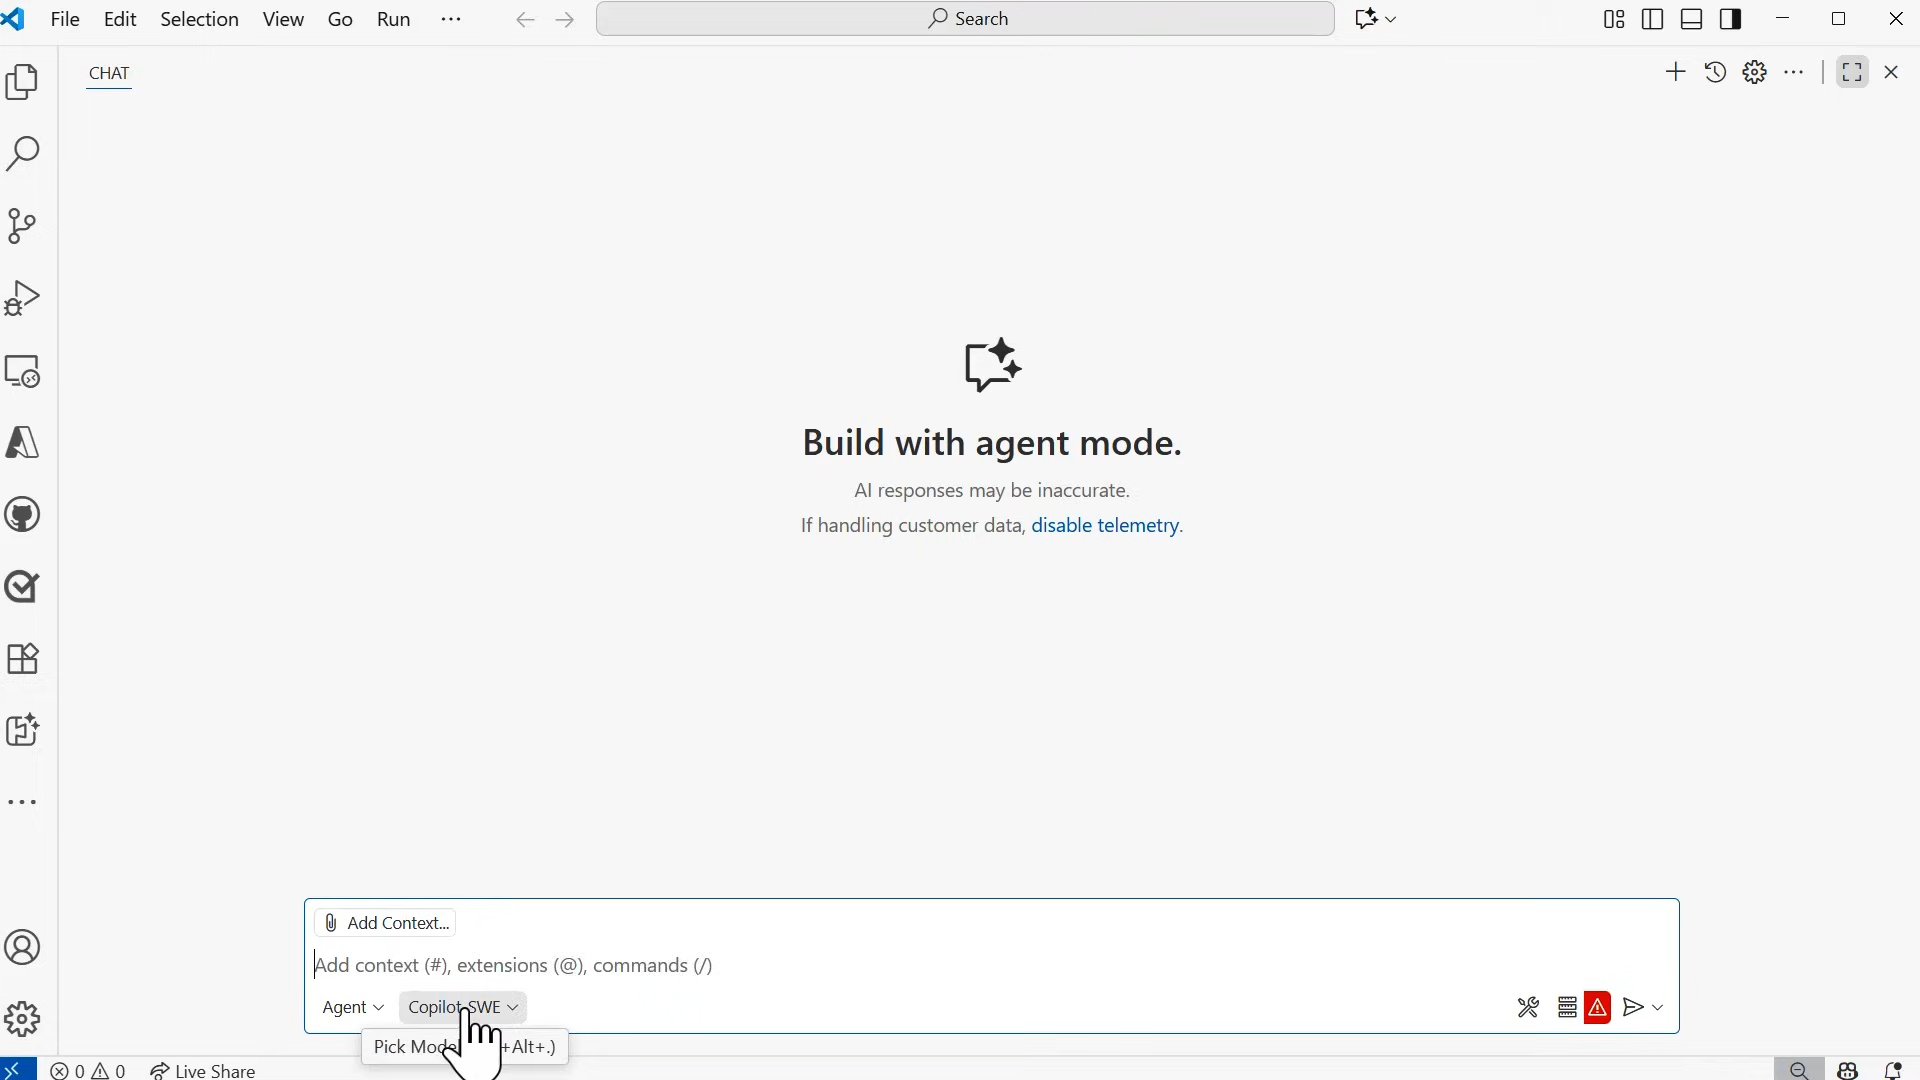 File Edit Selection View Go Run ···
Search
CHAT
Build with agent mode.
AI responses may be inaccurate.
If handling customer data, disable telemetry.
Add Context...
Add context (#), extensions (@), commands (/)
Agent Copilot SWE
Pick +Alt+.)
0 0 Live Share